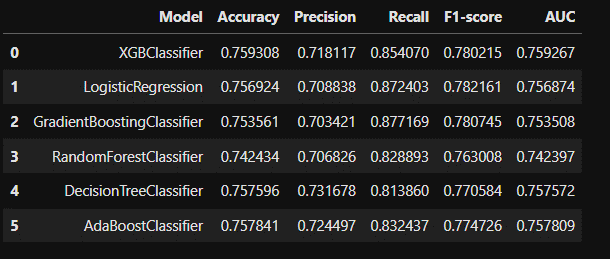 Model Accuracy Precision Recall F1-score AUC
0 XGBClassifier 0.759308 0.718117 0.854070 0.780215 0.759267
1 LogisticRegression 0.756924 0.708838 0.872403 0.782161 0.756874
2 GradientBoostingClassifier 0.753561 0.703421 0.877169 0.780745 0.753508
3 RandomForestClassifier 0.742434 0.706826 0.828893 0.763008 0.742397
4 DecisionTreeClassifier 0.757596 0.731678 0.813860 0.770584 0.757572
5 AdaBoostClassifier 0.757841 0.724497 0.832437 0.774726 0.757809